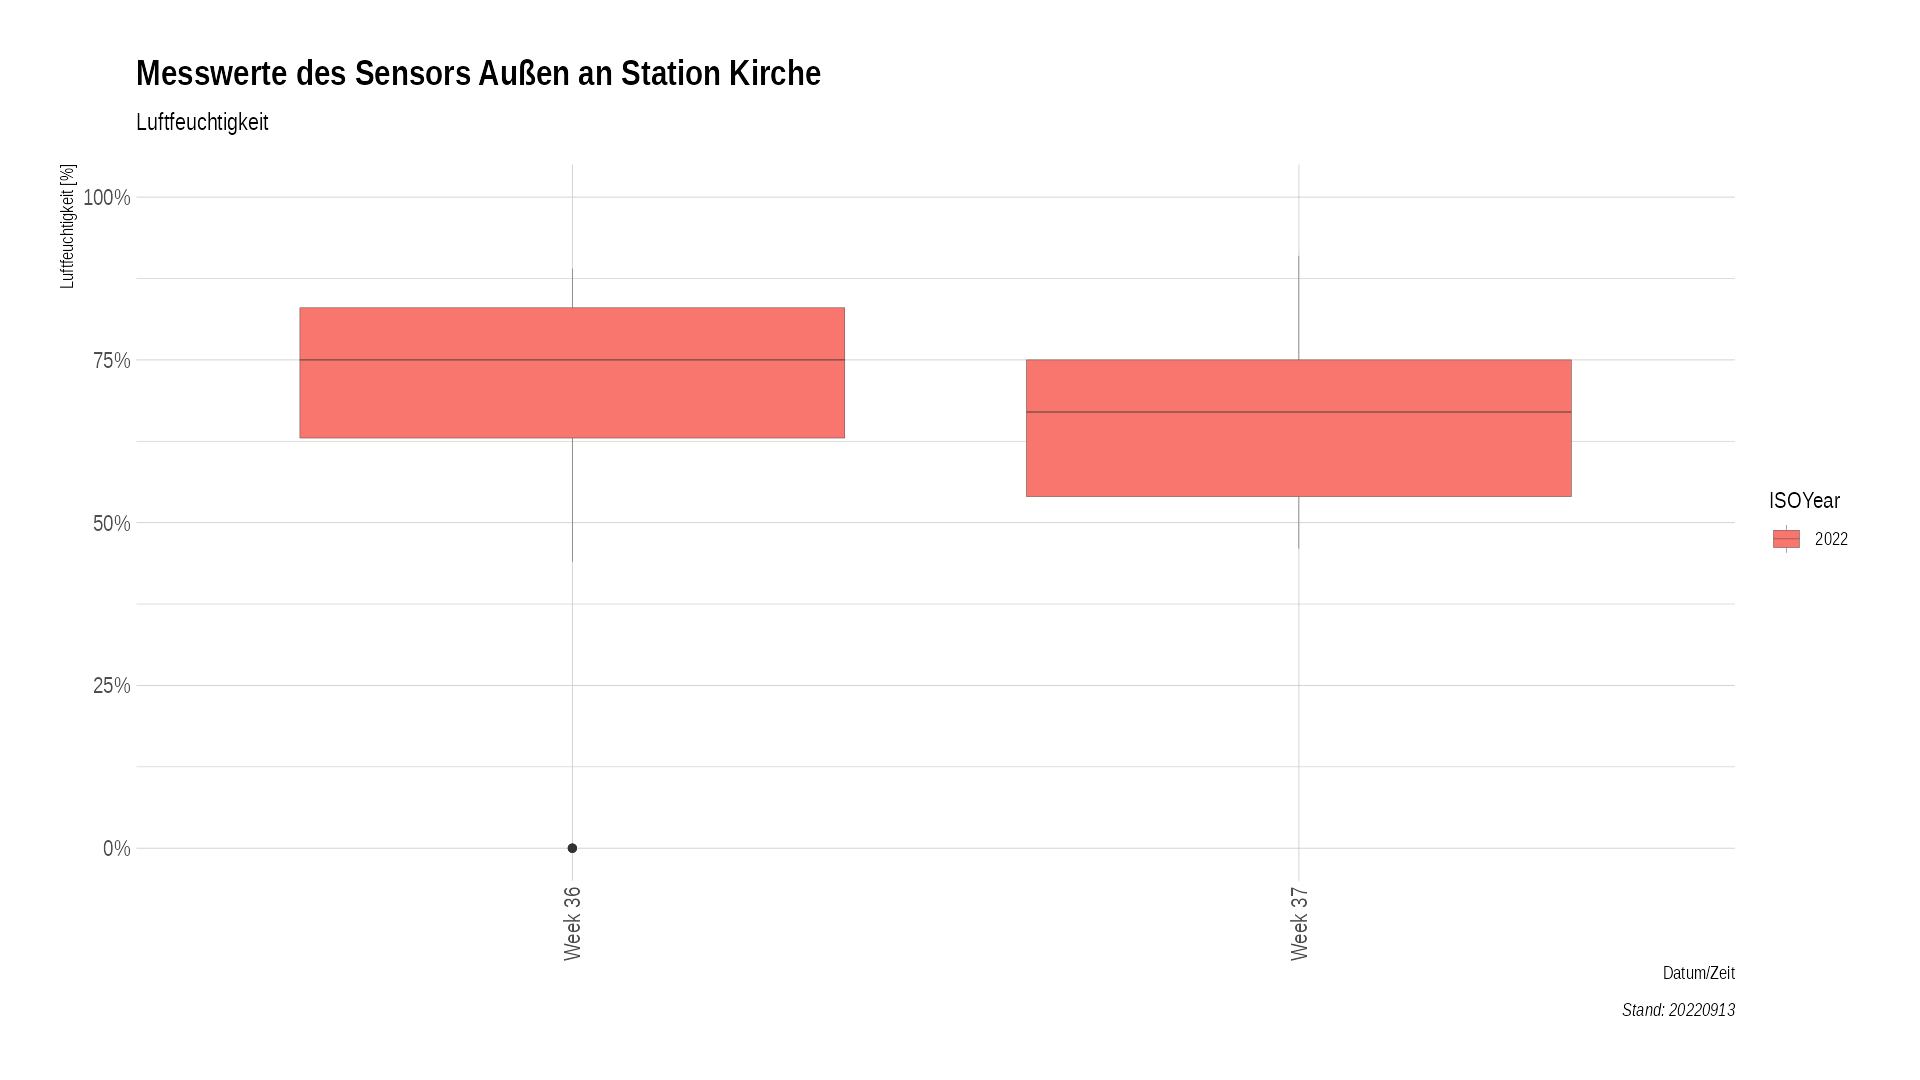 Messwerte des Sensors Außen an Station Kirche
Luftfeuchtigkeit
Luftfeuchtigkeit [%]
100%
75%
50%
25%
0%
Week 36
Week 37
Datum/Zeit
ISOYear
2022
Stand: 20220913